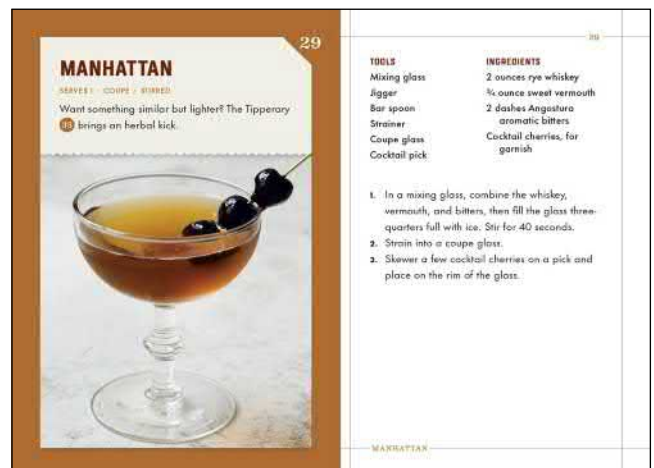 29
MANHATTAN
SERVES 1 · COUPE / STIRRED
Want something similar but lighter? The Tipperary
brings an herbal kick.
29
TOOLS
Mixing glass
Jigger
Bar spoon
Strainer
Coupe glass
Cocktail pick
INGREDIENTS
2 ounces rye whiskey
¾ ounce sweet vermouth
2 dashes Angostura
aromatic bitters
Cocktail cherries, for
garnish
1. In a mixing glass, combine the whiskey,
vermouth, and bitters, then fill the glass three-
quarters full with ice. Stir for 40 seconds.
2. Strain into a coupe glass.
3. Skewer a few cocktail cherries on a pick and
place on the rim of the glass.
MANHATTAN